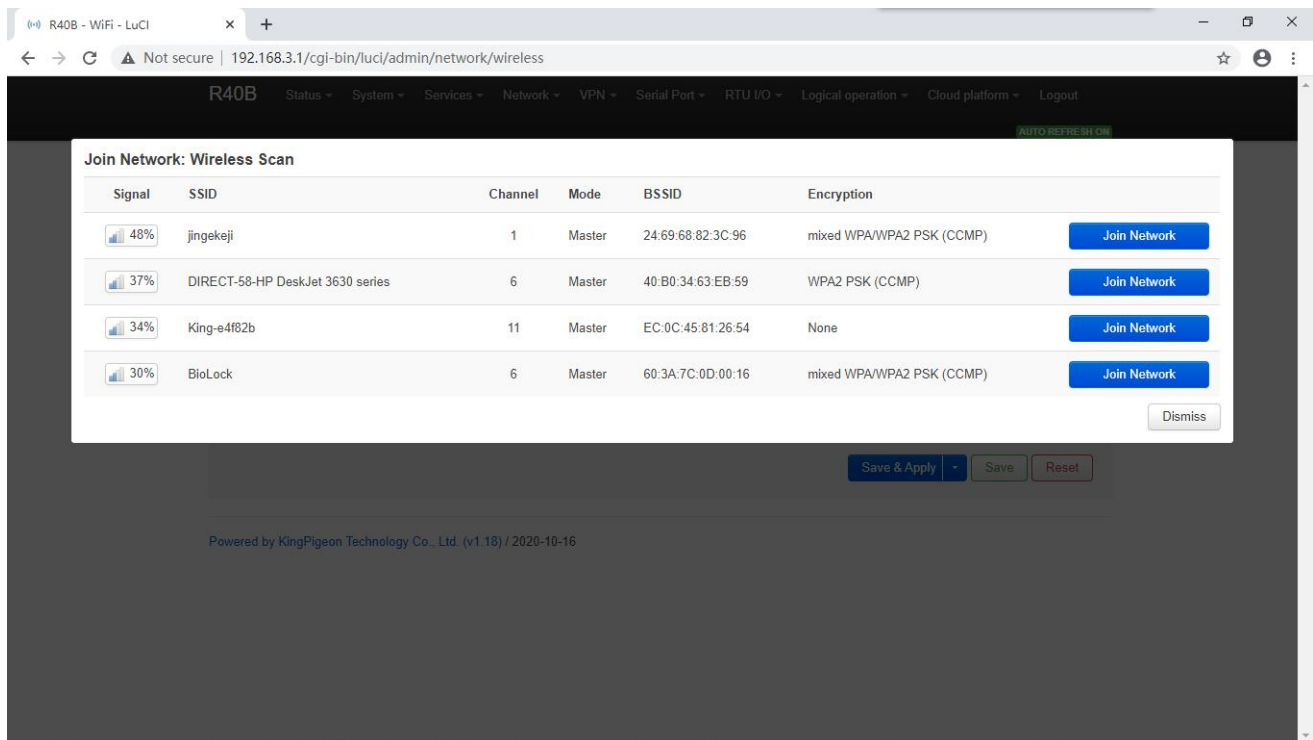 R40B - WiFi - LuCI
Not secure | 192.168.3.1/cgi-bin/luci/admin/network/wireless
R40B Status System Services Network VPN Serial Port RTU I/O Logical operation Cloud platform Logout
AUTO REFRESH ON
Join Network: Wireless Scan
Signal SSID Channel Mode BSSID Encryption
48% jingekeji 1 Master 24:69:68:82:3C:96 mixed WPA/WPA2 PSK (CCMP) Join Network
37% DIRECT-58-HP DeskJet 3630 series 6 Master 40:B0:34:63:EB:59 WPA2 PSK (CCMP) Join Network
34% King-e4f82b 11 Master EC:0C:45:81:26:54 None Join Network
30% BioLock 6 Master 60:3A:7C:0D:00:16 mixed WPA/WPA2 PSK (CCMP) Join Network
Dismiss
Save & Apply Save Reset
Powered by KingPigeon Technology Co., Ltd. (v1.18) / 2020-10-16